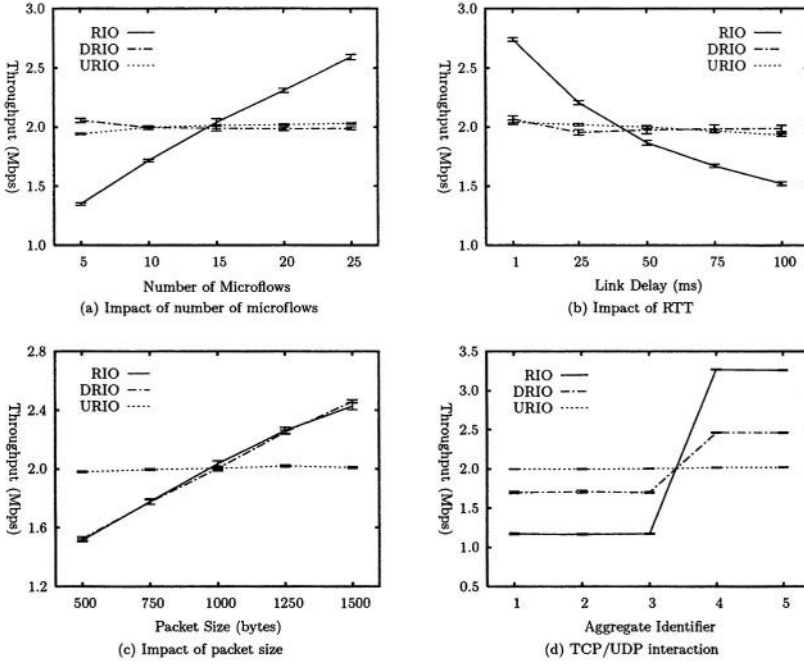 3.0
2.5
2.0
1.5
1.0
Throughput (Mbps)
RIO
DRIO
URIO
5 10 15 20 25
Number of Microflows
(a) Impact of number of microflows
3.0
2.5
2.0
1.5
1.0
Throughput (Mbps)
RIO
DRIO
URIO
1 25 50 75 100
Link Delay (ms)
(b) Impact of RTT
2.8
2.4
2.0
1.6
1.2
Throughput (Mbps)
RIO
DRIO
URIO
500 750 1000 1250 1500
Packet Size (bytes)
(c) Impact of packet size
3.5
3.0
2.5
2.0
1.5
1.0
0.5
Throughput (Mbps)
RIO
DRIO
URIO
1 2 3 4 5
Aggregate Identifier
(d) TCP/UDP interaction